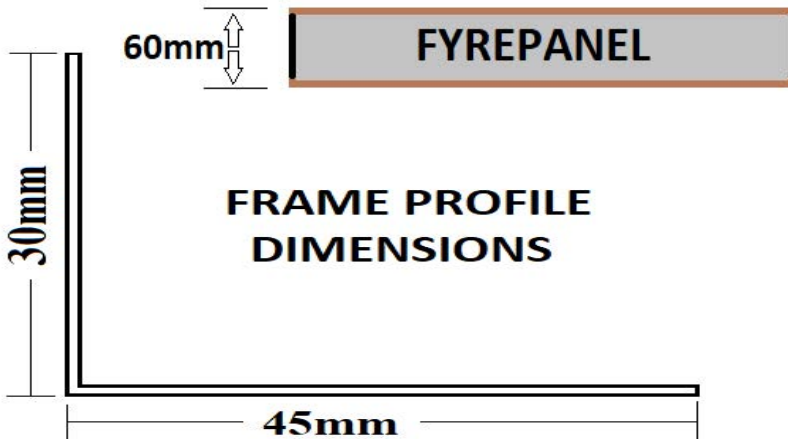 60mm
FYREPANEL
30mm
FRAME PROFILE
DIMENSIONS
45mm